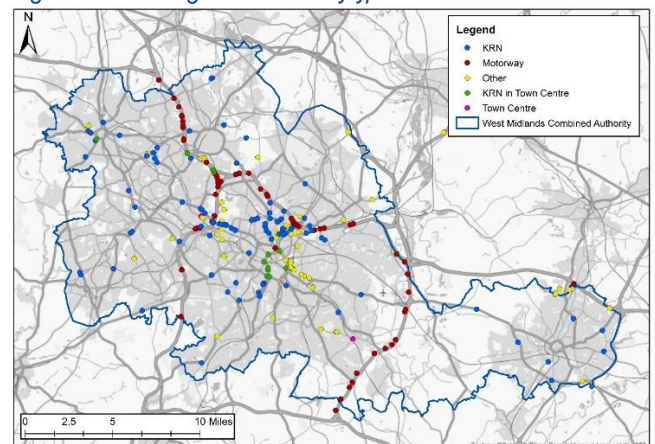 N
Legend
KRN
Motorway
Other
KRN in Town Centre
Town Centre
West Midlands Combined Authority
0 2.5 5 10 Miles